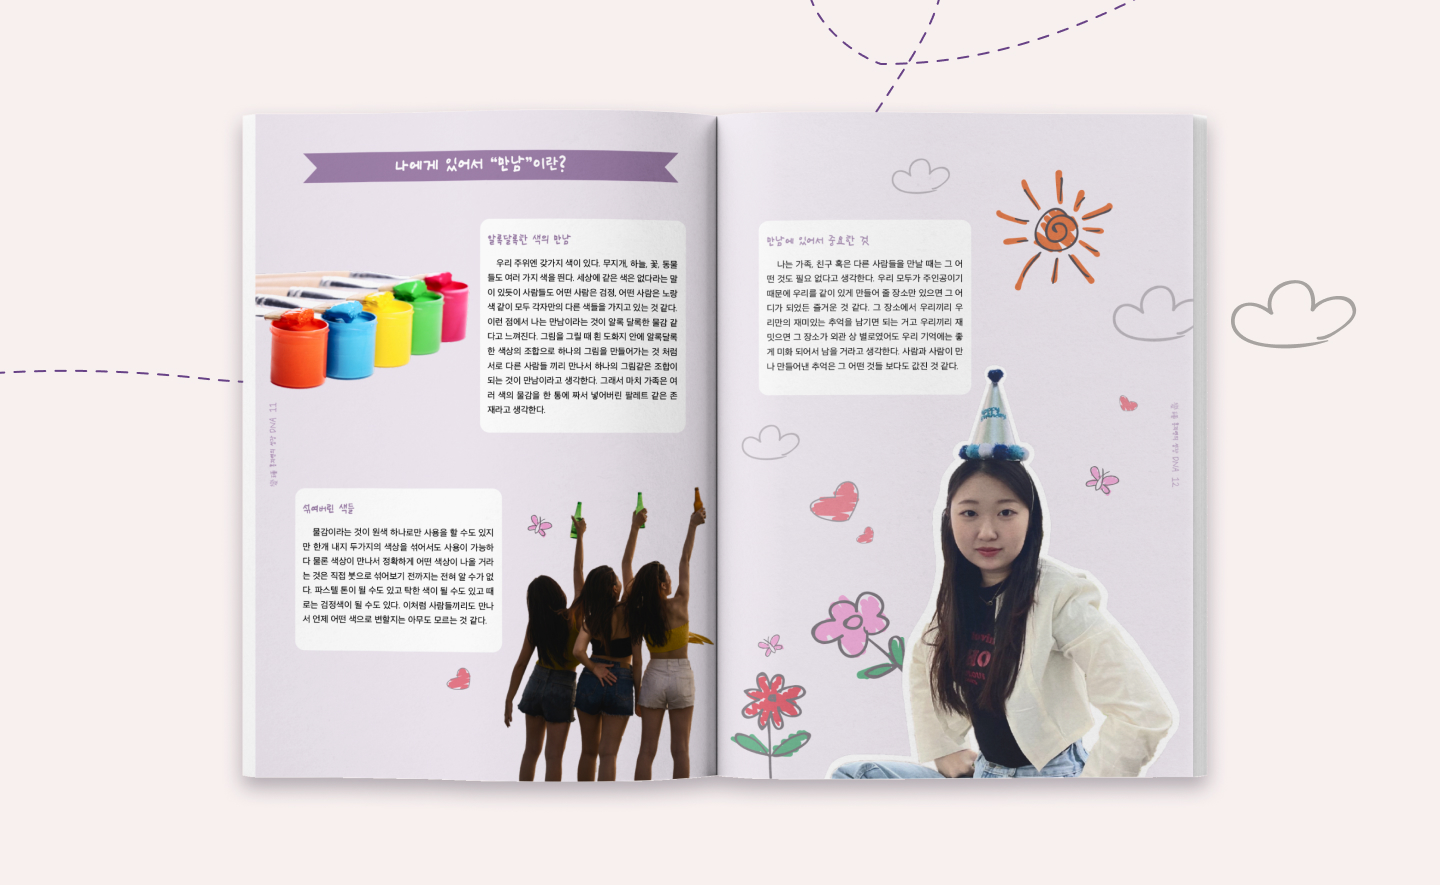 나에게 있어서 “만남”이란?
알록달록한 색의 만남
우리 주위엔 갖가지 색이 있다. 무지개, 하늘, 꽃, 동물
들도 여러 가지 색을 띈다. 세상에 같은 색은 없다라는 말
이 있듯이 사람들도 어떤 사람은 검정, 어떤 사람은 노랑
색 같이 모두 각자만의 다른 색들을 가지고 있는 것 같다.
이런 점에서 나는 만남이라는 것이 알록 달록한 물감 같
다고 느껴진다. 그림을 그릴 때 흰 도화지 안에 알록달록
한 색상의 조합으로 하나의 그림을 만들어가는 것 처럼
서로 다른 사람들 끼리 만나서 하나의 그림같은 조합이
되는 것이 만남이라고 생각한다. 그래서 마치 가족은 여
러 색의 물감을 한 통에 짜서 넣어버린 팔레트 같은 존
재라고 생각한다.
섞여버린 색들
물감이라는 것이 원색 하나로만 사용을 할 수도 있지
만 한개 내지 두가지의 색상을 섞어서도 사용이 가능하
다 물론 색상이 만나서 정확하게 어떤 색상이 나올 거라
는 것은 직접 붓으로 섞어보기 전까지는 전혀 알 수가 없
다. 파스텔 톤이 될 수도 있고 탁한 색이 될 수도 있고 때
로는 검정색이 될 수도 있다. 이처럼 사람들끼리도 만나
서 언제 어떤 색으로 변할지는 아무도 모르는 것 같다.
DNA 11
만남에 있어서 중요한 것
나는 가족, 친구 혹은 다른 사람들을 만날 때는 그 어
떤 것도 필요 없다고 생각한다. 우리 모두가 주인공이기
때문에 우리를 같이 있게 만들어 줄 장소만 있으면 그 어
디가 되었든 즐거운 것 같다. 그 장소에서 우리끼리 우
리만의 재미있는 추억을 남기면 되는 거고 우리끼리 재
밋으면 그 장소가 외관 상 별로였어도 우리 기억에는 좋
게 미화 되어서 남을 거라고 생각한다. 사람과 사람이 만
나 만들어낸 추억은 그 어떤 것들 보다도 값진 것 같다.
DNA 12